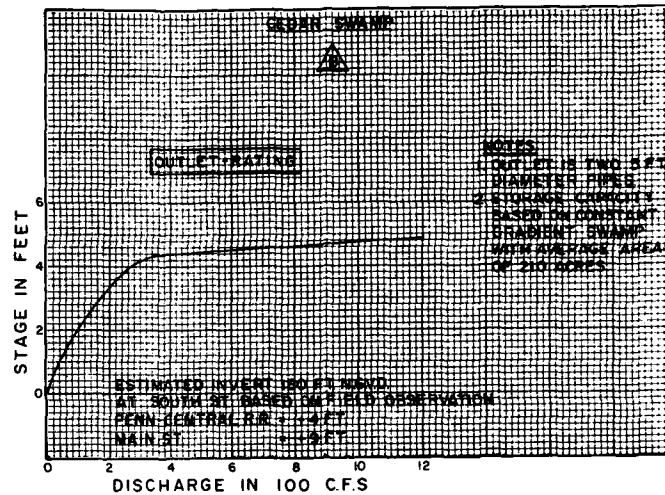 CEDAR SWAMP
OUTLET RATING
NOTES
1. OUTLET IS TWO 5 FT
DIAMETER PIPES
2. STORAGE CAPACITY
BASED ON CONSTANT
GRADIENT SWAMP
WITH AVERAGE AREA
OF 210 ACRES
STAGE IN FEET
6
4
2
0
ESTIMATED INVERT 180 FT N.G.V.D.
AT SOUTH ST. BASED ON FIELD OBSERVATION
PENN CENTRAL R.R. = +4 FT
MAIN ST. = +9 FT
0 2 4 6 8 10 12
DISCHARGE IN 100 C.F.S